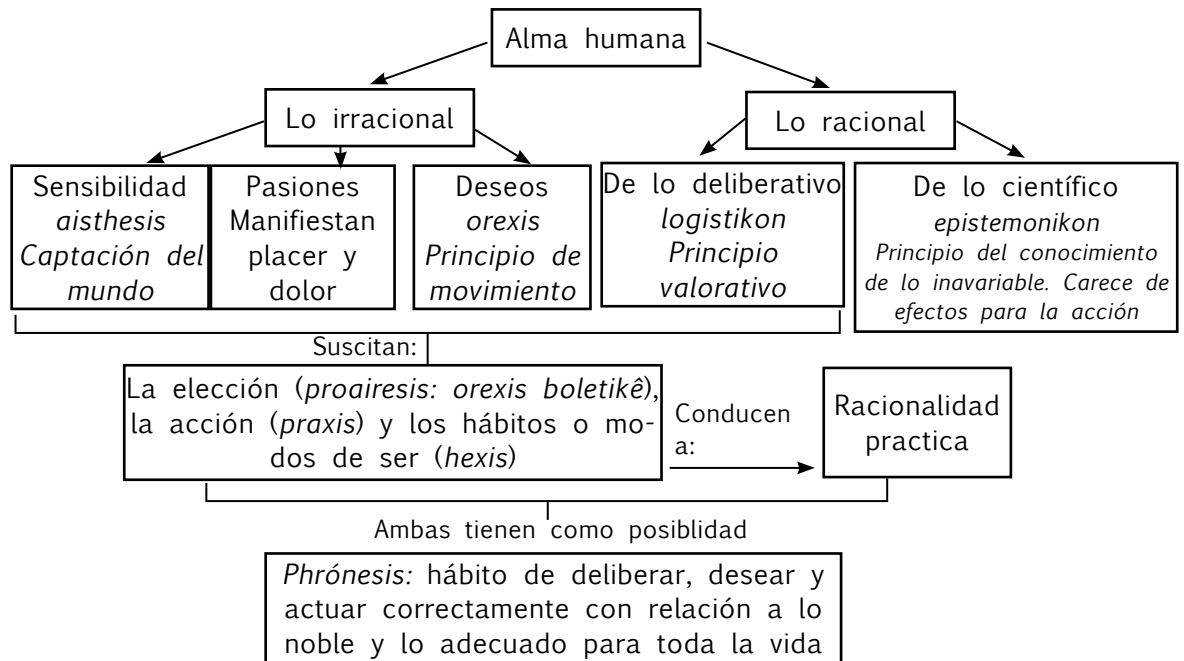 Alma humana
Lo irracional
Lo racional
Sensibilidad
aisthesis
Captación del
mundo
Pasiones
Manifiestan
placer y
dolor
Deseos
orexis
Principio de
movimiento
De lo deliberativo
logistikon
Principio
valorativo
De lo científico
epistemonikon
Principio del conocimiento
de lo inavariable. Carece de
efectos para la acción
Suscitan:
La elección (proairesis: orexis boletikê),
la acción (praxis) y los hábitos o mo-
dos de ser (hexis)
Conducen
a:
Racionalidad
practica
Ambas tienen como posiblidad
Phrónesis: hábito de deliberar, desear y
actuar correctamente con relación a lo
noble y lo adecuado para toda la vida